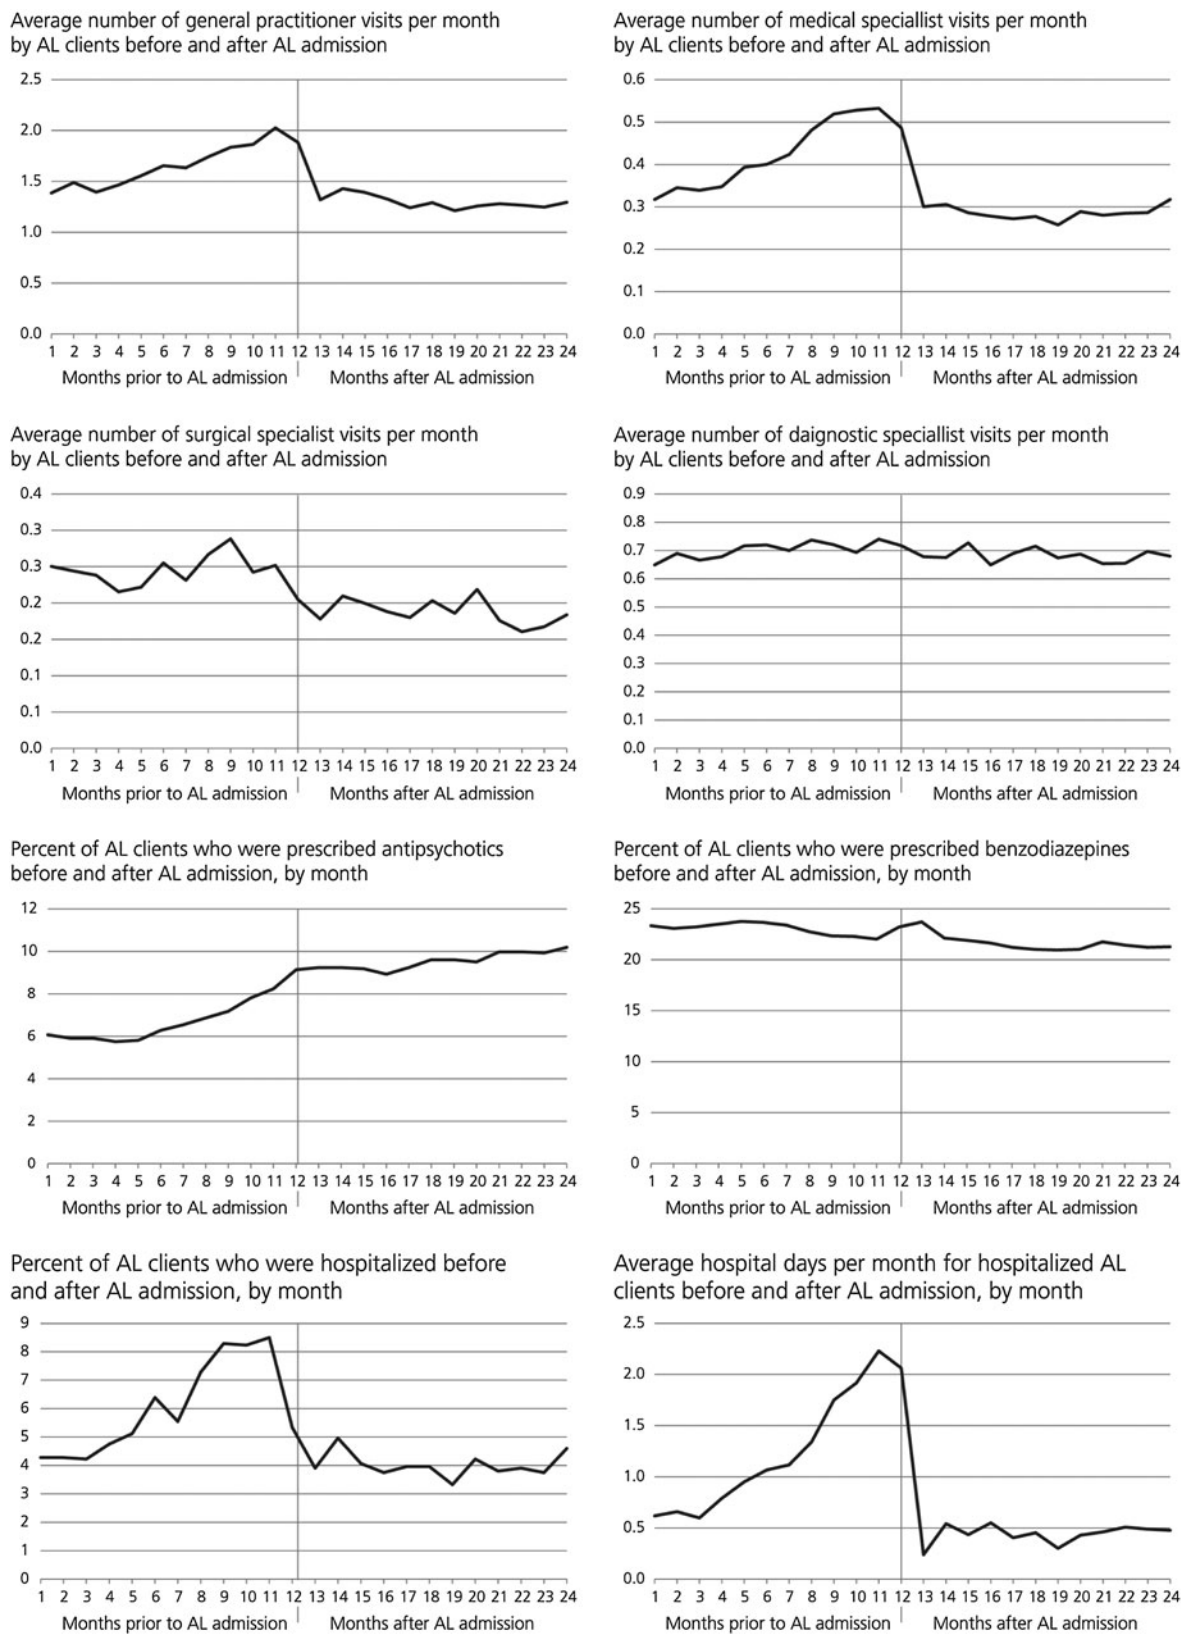 Average number of general practitioner visits per month
by AL clients before and after AL admission
2.5
2.0
1.5
1.0
0.5
0.0
1 2 3 4 5 6 7 8 9 10 11 12 13 14 15 16 17 18 19 20 21 22 23 24
Months prior to AL admission Months after AL admission
Average number of medical speciallist visits per month
by AL clients before and after AL admission
0.6
0.5
0.4
0.3
0.2
0.1
0.0
1 2 3 4 5 6 7 8 9 10 11 12 13 14 15 16 17 18 19 20 21 22 23 24
Months prior to AL admission Months after AL admission
Average number of surgical specialist visits per month
by AL clients before and after AL admission
0.4
0.3
0.3
0.2
0.2
0.1
0.1
0.0
1 2 3 4 5 6 7 8 9 10 11 12 13 14 15 16 17 18 19 20 21 22 23 24
Months prior to AL admission Months after AL admission
Average number of daignostic speciallist visits per month
by AL clients before and after AL admission
0.9
0.8
0.7
0.6
0.5
0.4
0.3
0.2
0.1
0.0
1 2 3 4 5 6 7 8 9 10 11 12 13 14 15 16 17 18 19 20 21 22 23 24
Months prior to AL admission Months after AL admission
Percent of AL clients who were prescribed antipsychotics
before and after AL admission, by month
12
10
8
6
4
2
0
1 2 3 4 5 6 7 8 9 10 11 12 13 14 15 16 17 18 19 20 21 22 23 24
Months prior to AL admission Months after AL admission
Percent of AL clients who were prescribed benzodiazepines
before and after AL admission, by month
25
20
15
10
5
0
1 2 3 4 5 6 7 8 9 10 11 12 13 14 15 16 17 18 19 20 21 22 23 24
Months prior to AL admission Months after AL admission
Percent of AL clients who were hospitalized before
and after AL admission, by month
9
8
7
6
5
4
3
2
1
0
1 2 3 4 5 6 7 8 9 10 11 12 13 14 15 16 17 18 19 20 21 22 23 24
Months prior to AL admission Months after AL admission
Average hospital days per month for hospitalized AL
clients before and after AL admission, by month
2.5
2.0
1.5
1.0
0.5
0.0
1 2 3 4 5 6 7 8 9 10 11 12 13 14 15 16 17 18 19 20 21 22 23 24
Months prior to AL admission Months after AL admission